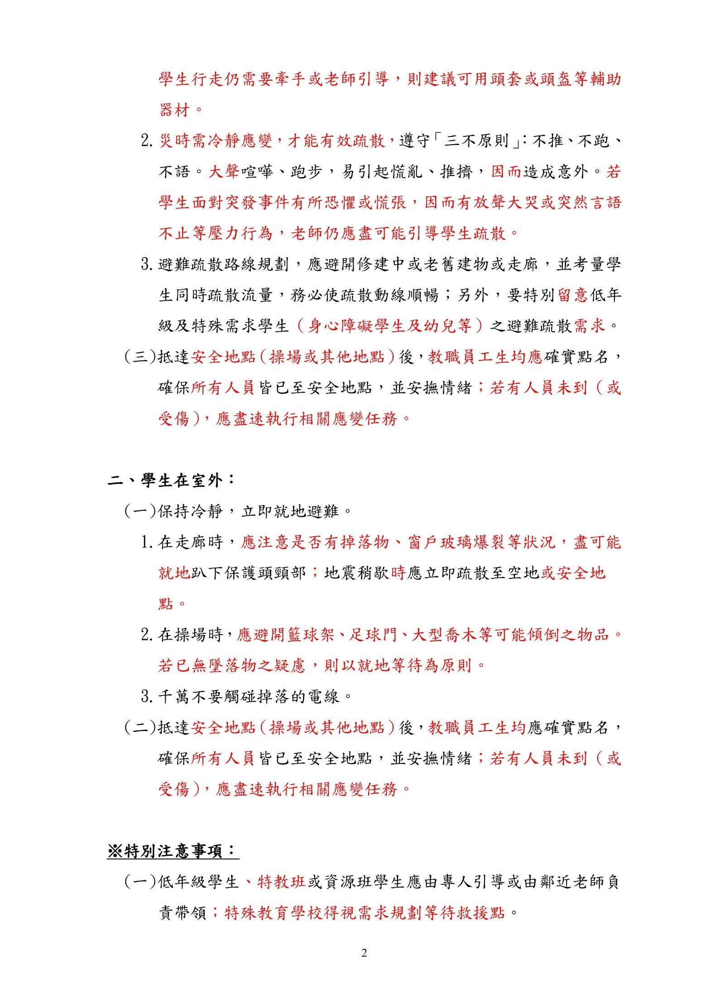 學生行走仍需要牽手或老師引導，則建議可用頭套或頭盔等輔助
器材。
2. 災時需冷靜應變，才能有效疏散，遵守「三不原則」：不推、不跑、
不語。大聲喧嘩、跑步，易引起慌亂、推擠，因而造成意外。若
學生面對突發事件有所恐懼或慌張，因而有放聲大哭或突然言語
不止等壓力行為，老師仍應盡可能引導學生疏散。
3. 避難疏散路線規劃，應避開修建中或老舊建物或走廊，並考量學
生同時疏散流量，務必使疏散動線順暢；另外，要特別留意低年
級及特殊需求學生（身心障礙學生及幼兒等）之避難疏散需求。
(三)抵達安全地點（操場或其他地點）後，教職員工生均應確實點名，
確保所有人員皆已至安全地點，並安撫情緒；若有人員未到（或
受傷），應盡速執行相關應變任務。
二、學生在室外：
(一)保持冷靜，立即就地避難。
1. 在走廊時，應注意是否有掉落物、窗戶玻璃爆裂等狀況，盡可能
就地趴下保護頭頸部；地震稍歇時應立即疏散至空地或安全地
點。
2. 在操場時，應避開籃球架、足球門、大型喬木等可能傾倒之物品。
若已無墜落物之疑慮，則以就地等待為原則。
3. 千萬不要觸碰掉落的電線。
(二)抵達安全地點（操場或其他地點）後，教職員工生均應確實點名，
確保所有人員皆已至安全地點，並安撫情緒；若有人員未到（或
受傷），應盡速執行相關應變任務。
※特別注意事項：
(一)低年級學生、特教班或資源班學生應由專人引導或由鄰近老師負
責帶領；特殊教育學校得視需求規劃等待救援點。
2